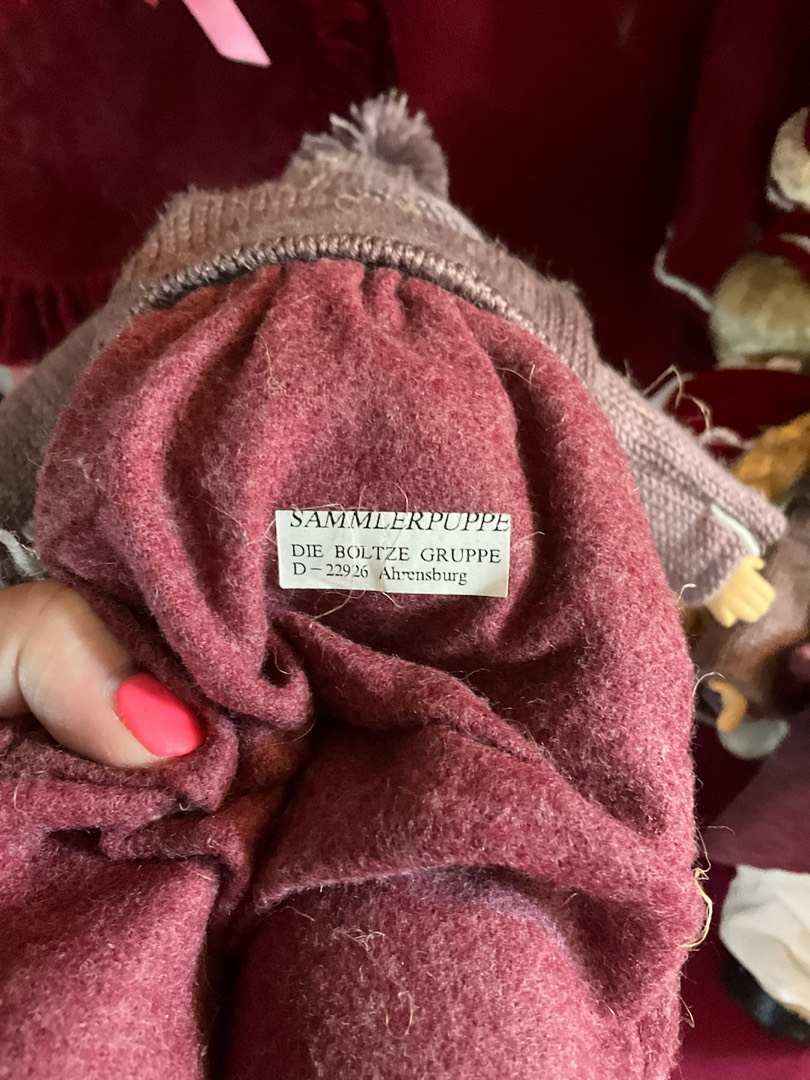 SAMMLERPUPPE
DIE BOLTZE GRUPPE
D-22926 Ahrensburg